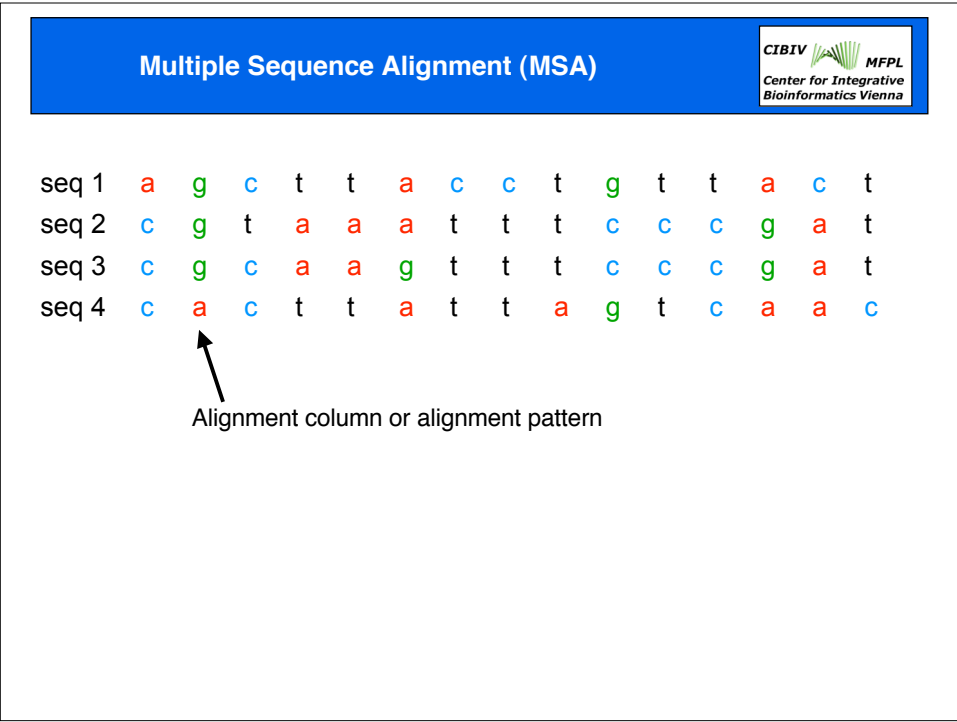 Multiple Sequence Alignment (MSA)
CIBIV MFPL
Center for Integrative
Bioinformatics Vienna
seq 1 a g c t t a c c t g t t a c t
seq 2 c g t a a a t t t c c c g a t
seq 3 c g c a a g t t t c c c g a t
seq 4 c a c t t a t t a g t c a a c
Alignment column or alignment pattern